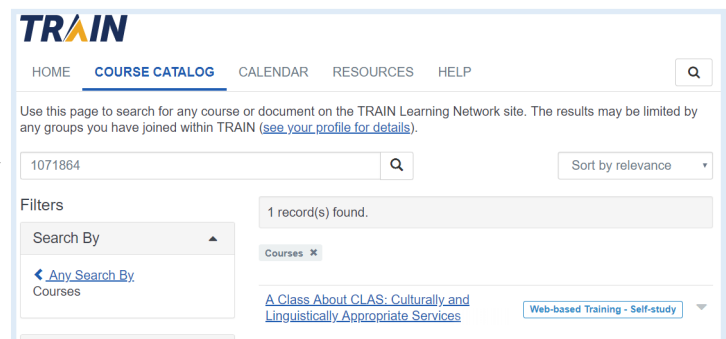 TRAIN
HOME COURSE CATALOG CALENDAR RESOURCES HELP
Use this page to search for any course or document on the TRAIN Learning Network site. The results may be limited by
any groups you have joined within TRAIN (see your profile for details).
1071864 Sort by relevance
Filters
1 record(s) found.
Search By
Courses ✖
Any Search By
Courses
A Class About CLAS: Culturally and
Linguistically Appropriate Services
Web-based Training - Self-study